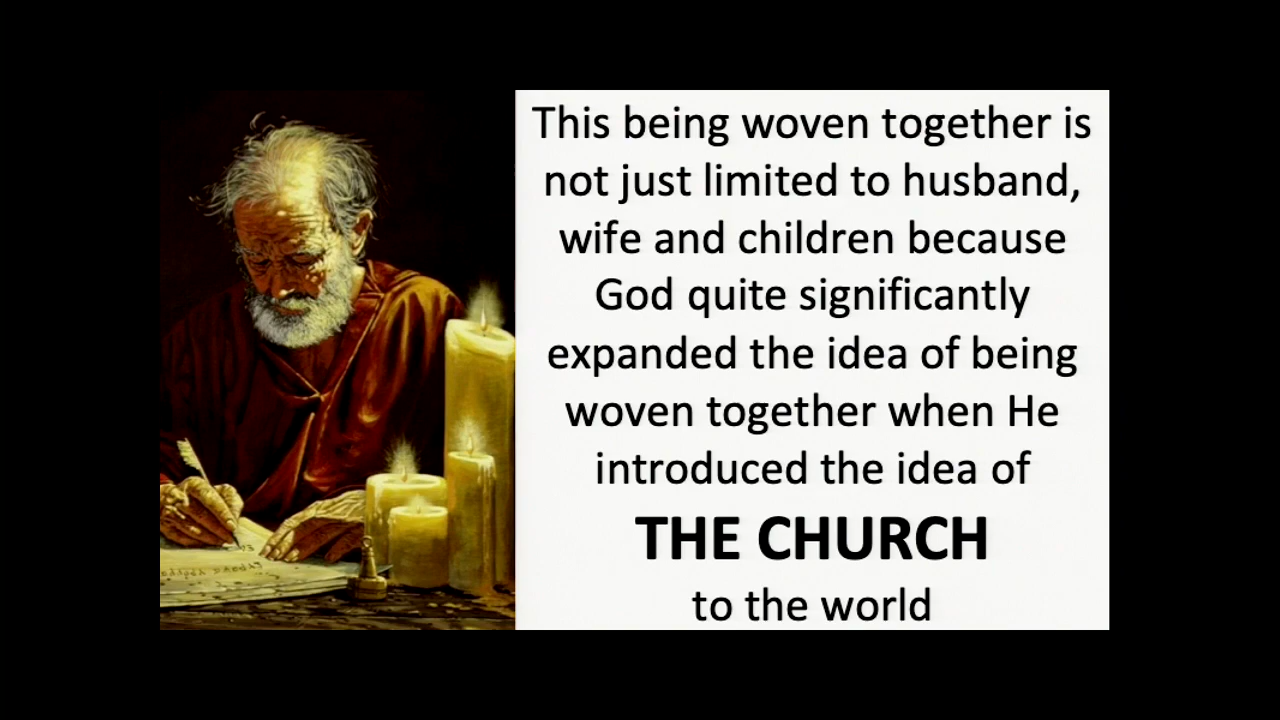 This being woven together is
not just limited to husband,
wife and children because
God quite significantly
expanded the idea of being
woven together when He
introduced the idea of
THE CHURCH
to the world